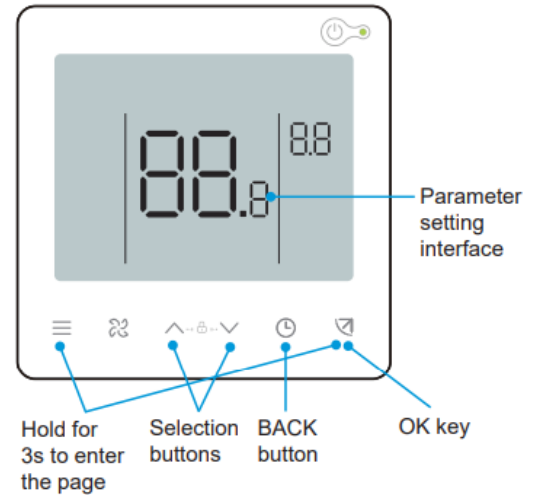 88.8
8.8
Parameter
setting
interface
Hold for
3s to enter
the page
Selection
buttons
BACK
button
OK key